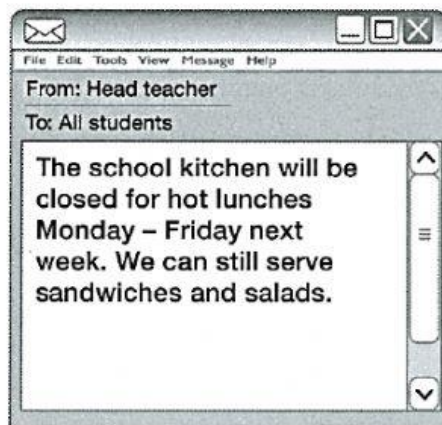 File Edit Tools View Message Help
From: Head teacher
To: All students
The school kitchen will be
closed for hot lunches
Monday – Friday next
week. We can still serve
sandwiches and salads.